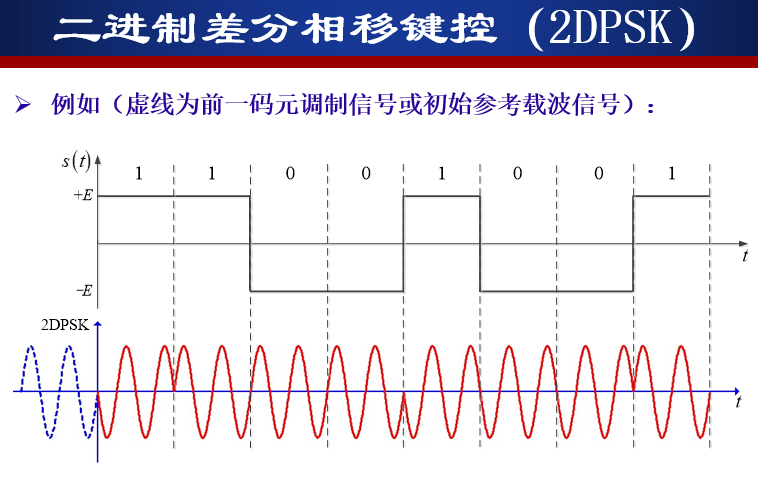 二进制差分相移键控（2DPSK）
➢ 例如（虚线为前一码元调制信号或初始参考载波信号）：
s(t)
1 1 0 0 1 0 0 1
+E
t
−E
2DPSK
t